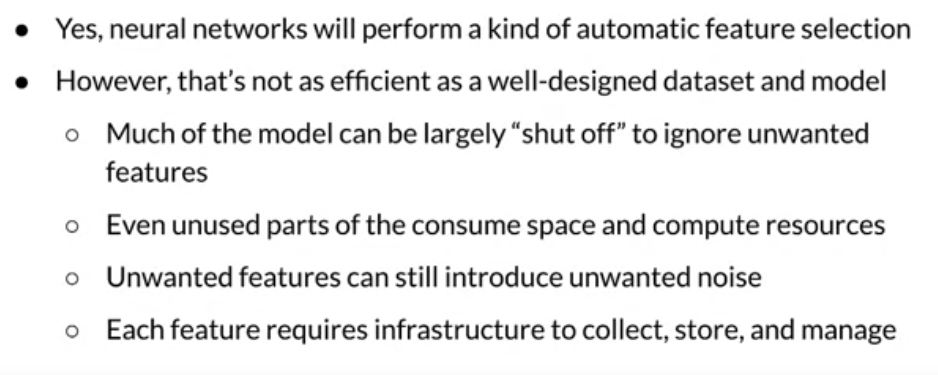 ● Yes, neural networks will perform a kind of automatic feature selection
● However, that's not as efficient as a well-designed dataset and model
○ Much of the model can be largely “shut off” to ignore unwanted
features
○ Even unused parts of the consume space and compute resources
○ Unwanted features can still introduce unwanted noise
○ Each feature requires infrastructure to collect, store, and manage